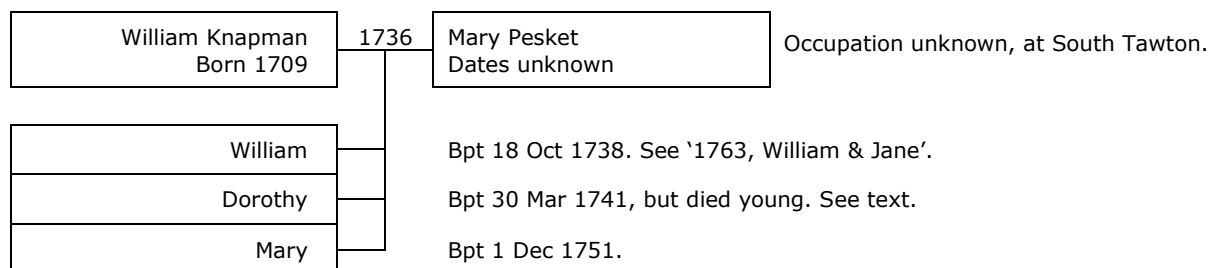 William Knapman
Born 1709
1736
Mary Pesket
Dates unknown
Occupation unknown, at South Tawton.
William
Bpt 18 Oct 1738. See ‘1763, William & Jane’.
Dorothy
Bpt 30 Mar 1741, but died young. See text.
Mary
Bpt 1 Dec 1751.